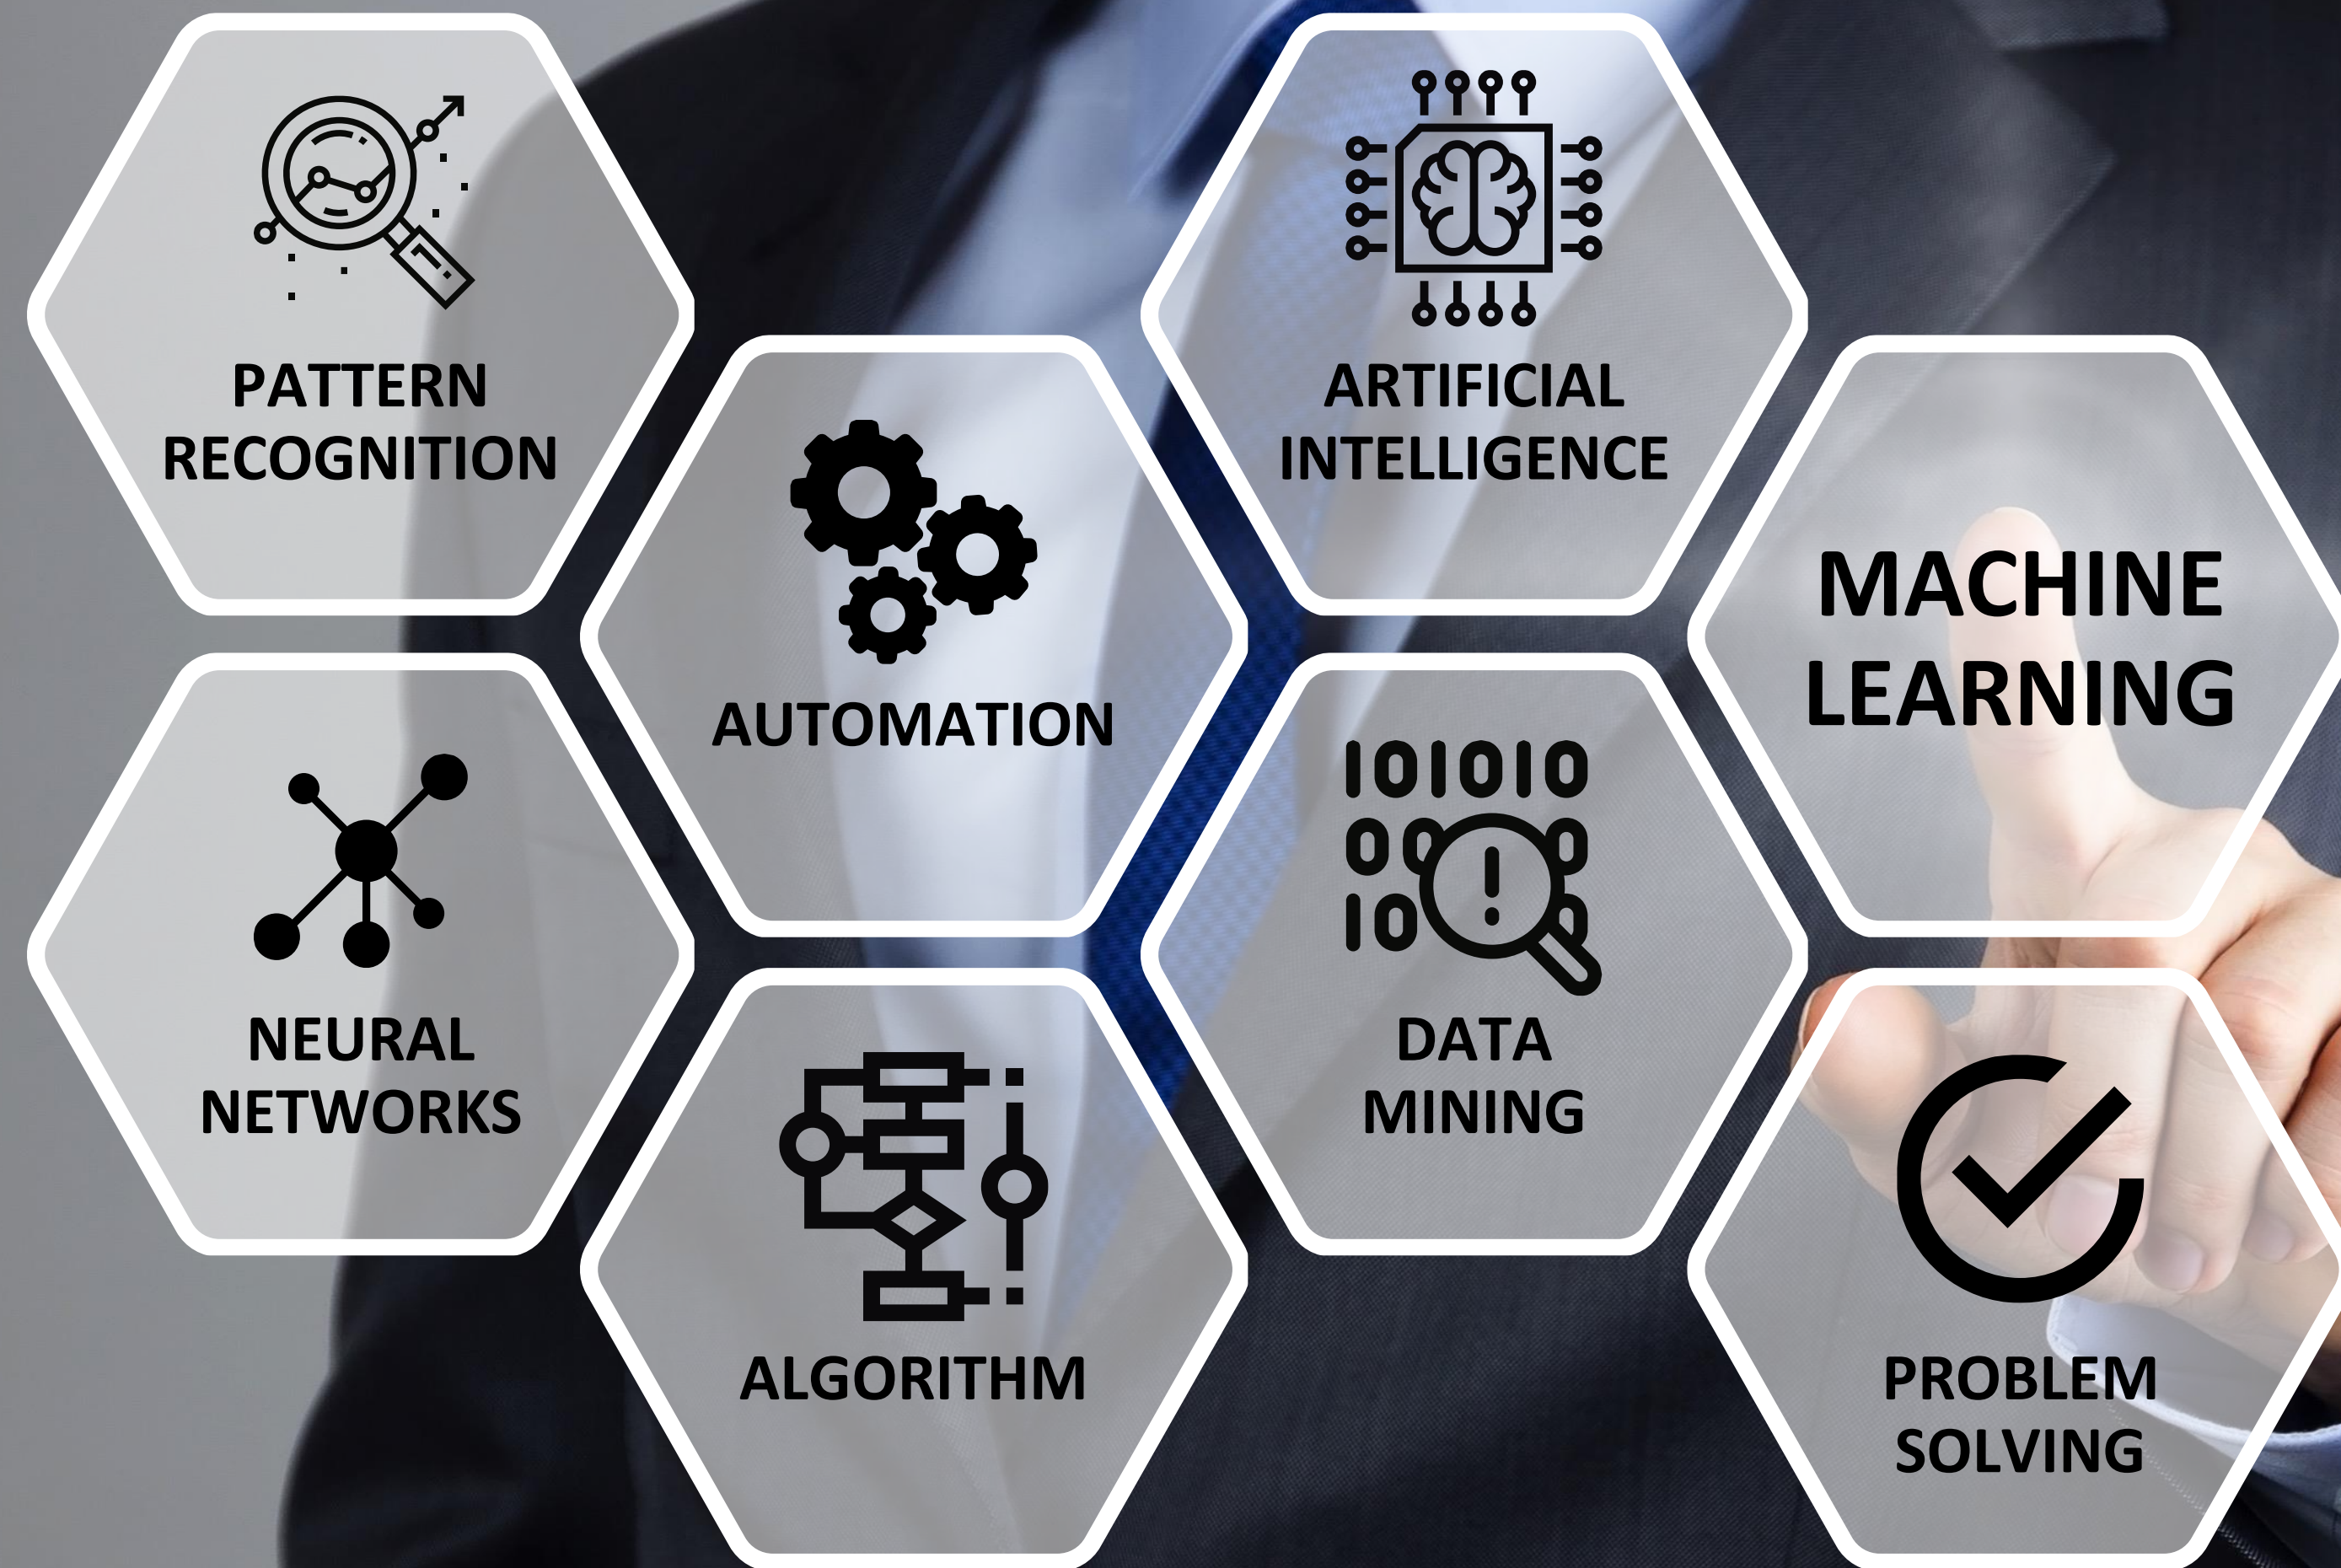 PATTERN
RECOGNITION
ARTIFICIAL
INTELLIGENCE
AUTOMATION
MACHINE
LEARNING
101010
NEURAL
NETWORKS
DATA
MINING
ALGORITHM
PROBLEM
SOLVING